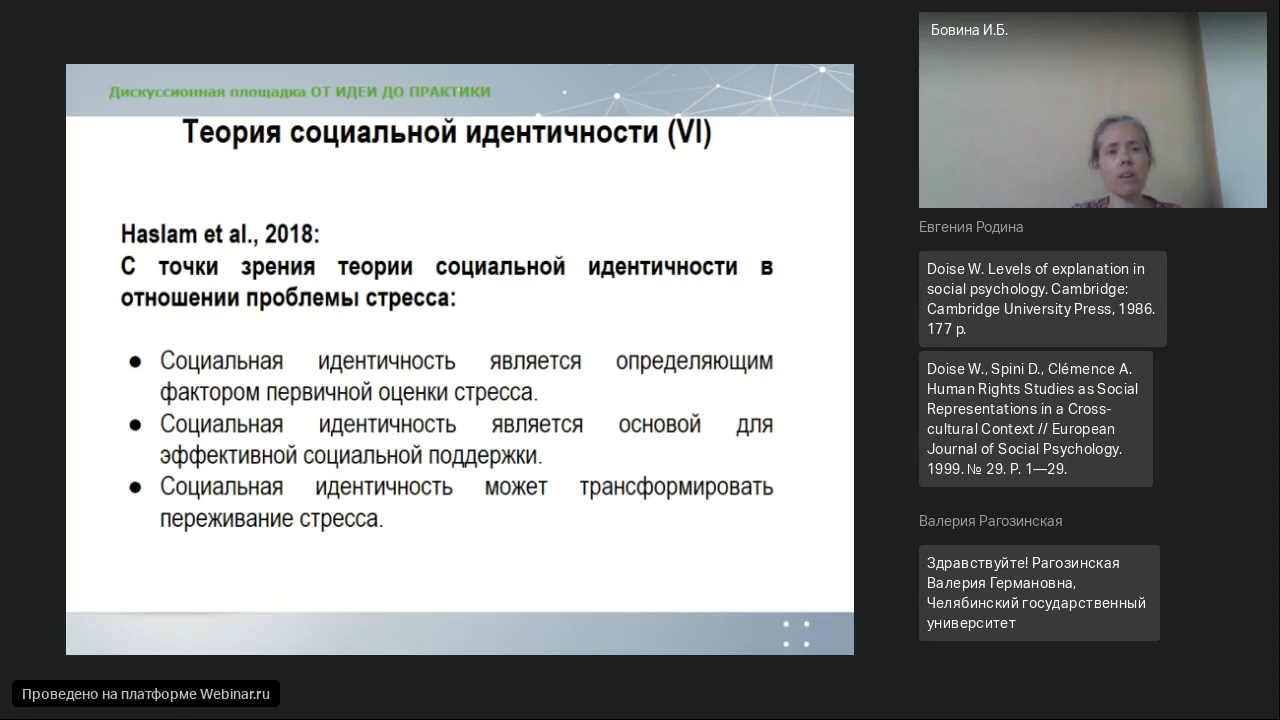 Дискуссионная площадка ОТ ИДЕИ ДО ПРАКТИКИ
Теория социальной идентичности (VI)
Haslam et al., 2018:
С точки зрения теории социальной идентичности в
отношении проблемы стресса:
● Социальная идентичность является определяющим
фактором первичной оценки стресса.
● Социальная идентичность является основой для
эффективной социальной поддержки.
● Социальная идентичность может трансформировать
переживание стресса.
Бовина И.Б.
Евгения Родина
Doise W. Levels of explanation in
social psychology. Cambridge:
Cambridge University Press, 1986.
177 p.
Doise W., Spini D., Clémence A.
Human Rights Studies as Social
Representations in a Cross-
cultural Context // European
Journal of Social Psychology.
1999. № 29. P. 1—29.
Валерия Рагозинская
Здравствуйте! Рагозинская
Валерия Германовна,
Челябинский государственный
университет
Проведено на платформе Webinar.ru